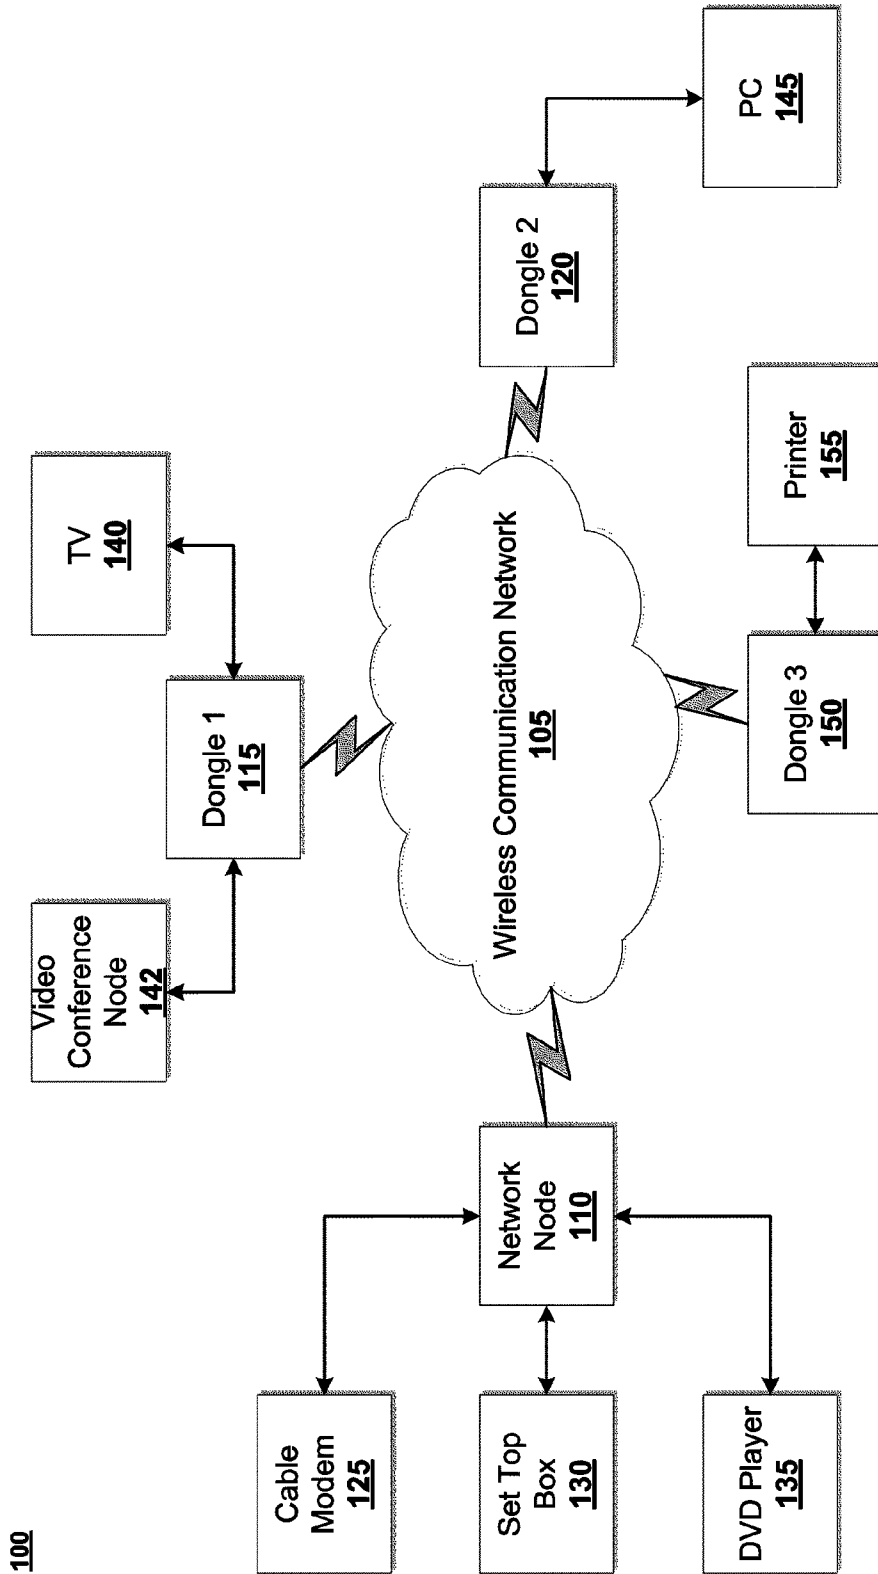 100
Video
Conference
Node
142
TV
140
Dongle 1
115
Cable
Modem
125
Set Top
Box
130
DVD Player
135
Network
Node
110
Wireless Communication Network
105
Dongle 2
120
PC
145
Dongle 3
150
Printer
155